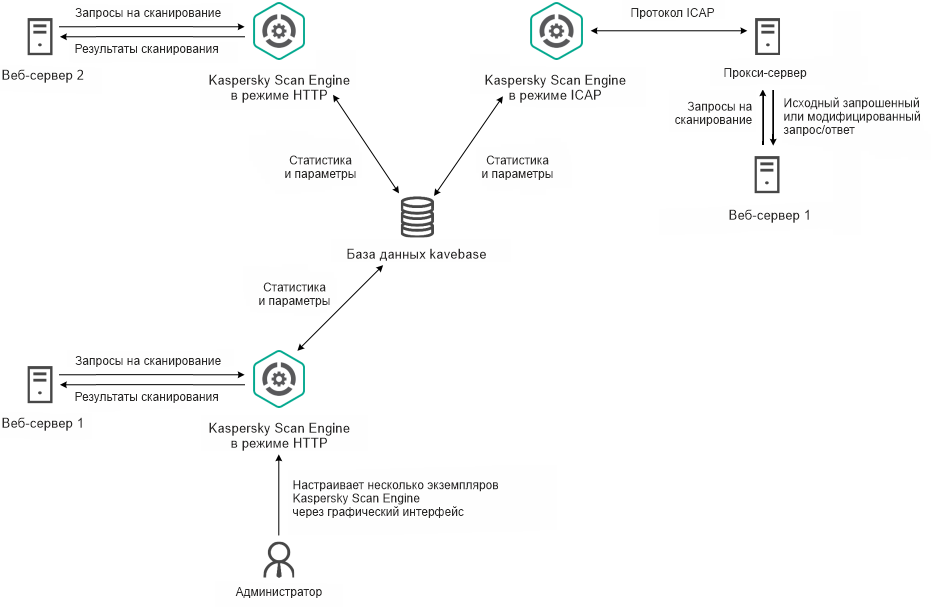 Запросы на сканирование
Результаты сканирования
Веб-сервер 2
Kaspersky Scan Engine
в режиме HTTP
Kaspersky Scan Engine
в режиме ICAP
Протокол ICAP
Прокси-сервер
Запросы на
сканирование
Исходный запрошенный
или модифицированный
запрос/ответ
Веб-сервер 1
Статистика
и параметры
Статистика
и параметры
База данных kavebase
Статистика
и параметры
Запросы на сканирование
Результаты сканирования
Веб-сервер 1
Kaspersky Scan Engine
в режиме HTTP
Настраивает несколько экземпляров
Kaspersky Scan Engine
через графический интерфейс
Администратор